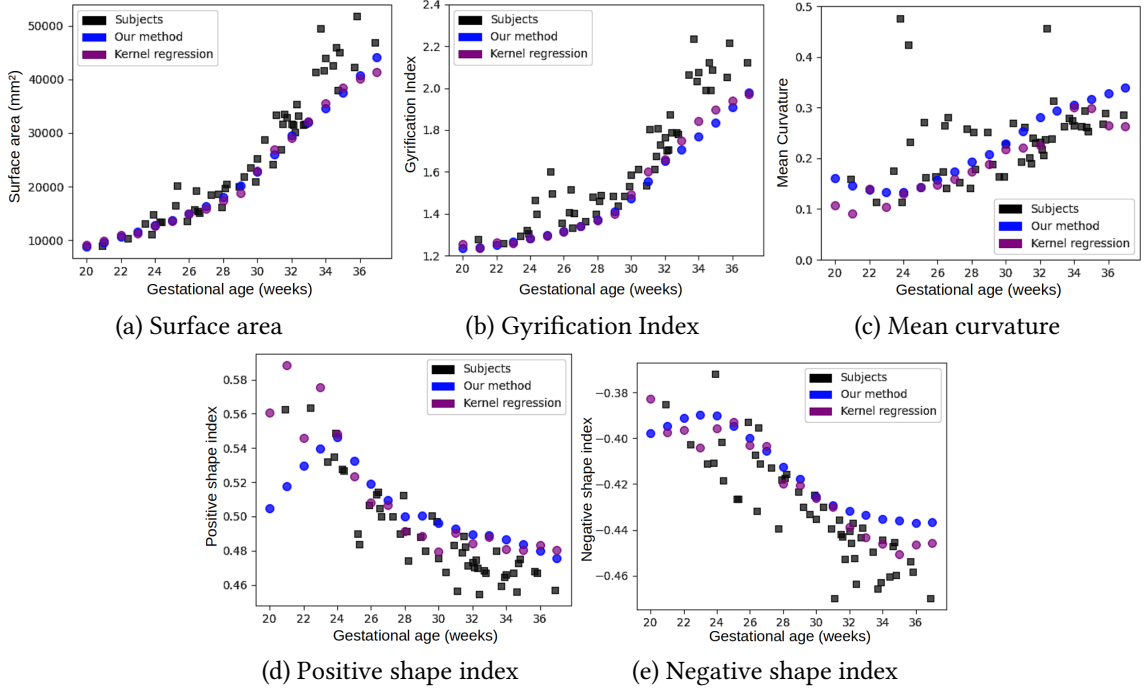 50000
40000
30000
20000
10000
Surface area (mm²)
Subjects
Our method
Kernel regression
20 22 24 26 28 30 32 34 36
Gestational age (weeks)
(a) Surface area
2.4
2.2
2.0
1.8
1.6
1.4
1.2
Gyrification Index
Subjects
Our method
Kernel regression
20 22 24 26 28 30 32 34 36
Gestational age (weeks)
(b) Gyrification Index
0.5
0.4
0.3
0.2
0.1
0.0
Mean Curvature
Subjects
Our method
Kernel regression
20 22 24 26 28 30 32 34 36
Gestational age (weeks)
(c) Mean curvature
0.58
0.56
0.54
0.52
0.50
0.48
0.46
Positive shape index
Subjects
Our method
Kernel regression
20 22 24 26 28 30 32 34 36
Gestational age (weeks)
(d) Positive shape index
−0.38
−0.40
−0.42
−0.44
−0.46
Negative shape index
Subjects
Our method
Kernel regression
20 22 24 26 28 30 32 34 36
Gestational age (weeks)
(e) Negative shape index